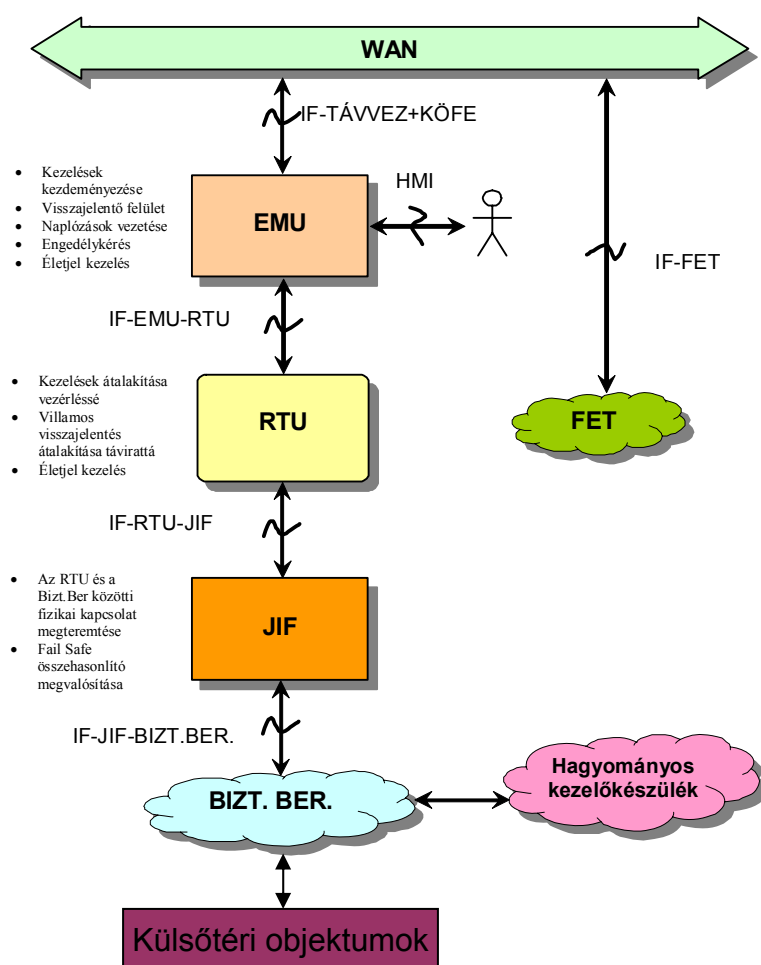 WAN
IF-TÁVVEZ+KÖFE
• Kezelések
kezdeményezése
• Visszajelentő felület
• Naplózások vezetése
• Engedélykérés
• Életjel kezelés
EMU
HMI
IF-FET
IF-EMU-RTU
• Kezelések átalakítása
vezérléssé
• Villamos
visszajelentés
átalakítása távirattá
• Életjel kezelés
RTU
FET
IF-RTU-JIF
• Az RTU és a
Bizt.Ber közötti
fizikai kapcsolat
megteremtése
• Fail Safe
összehasonlító
megvalósítása
JIF
IF-JIF-BIZT.BER.
BIZT. BER.
Hagyományos
kezelőkészülék
Külsőtéri objektumok